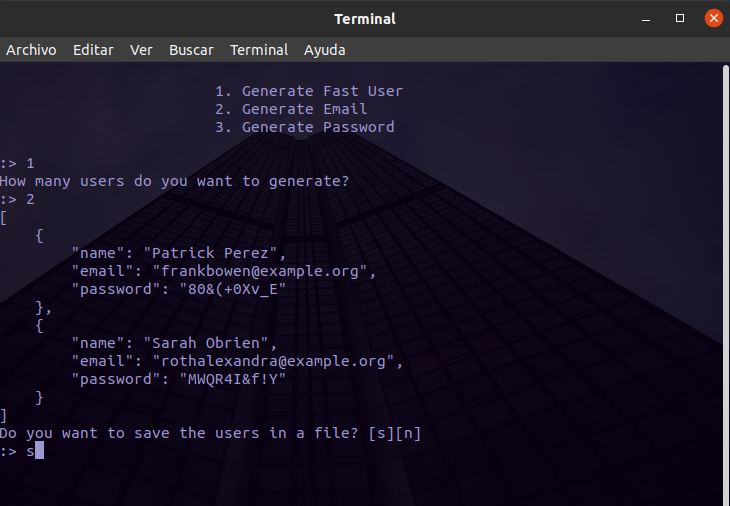 Terminal
Archivo Editar Ver Buscar Terminal Ayuda
1. Generate Fast User
2. Generate Email
3. Generate Password
:> 1
How many users do you want to generate?
:> 2
[
    {
        "name": "Patrick Perez",
        "email": "frankbowen@example.org",
        "password": "80&(+0Xv_E"
    },
    {
        "name": "Sarah Obrien",
        "email": "rothalexandra@example.org",
        "password": "MWQR4I&f!Y"
    }
]
Do you want to save the users in a file? [s][n]
:> s